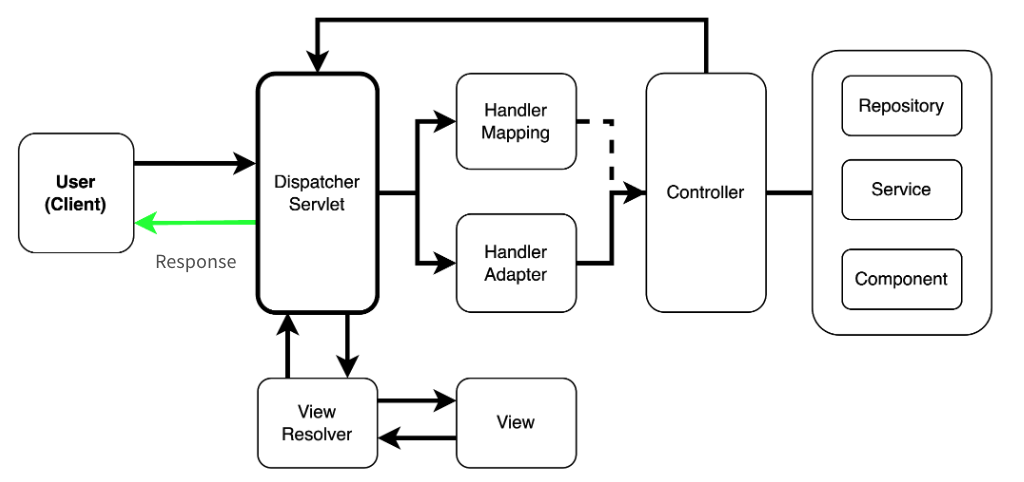 User
(Client)
Response
Dispatcher
Servlet
Handler
Mapping
Handler
Adapter
Controller
Repository
Service
Component
View
Resolver
View